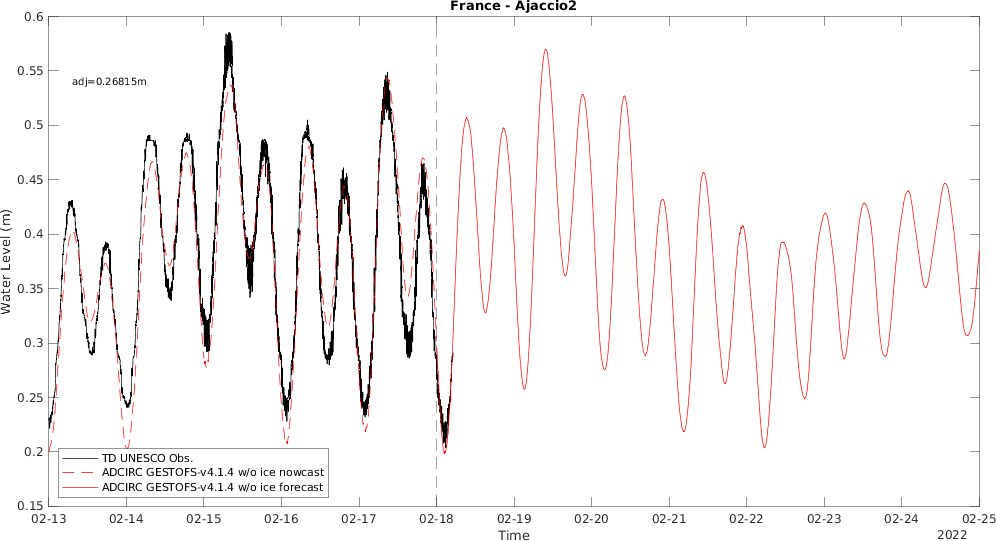 France - Ajaccio2
0.6
0.55
0.5
0.45
0.4
0.35
0.3
0.25
0.2
0.15
Water Level (m)
adj=0.26815m
TD UNESCO Obs.
ADCIRC GESTOFS-v4.1.4 w/o ice nowcast
ADCIRC GESTOFS-v4.1.4 w/o ice forecast
02-13 02-14 02-15 02-16 02-17 02-18 02-19 02-20 02-21 02-22 02-23 02-24 02-25
Time
2022